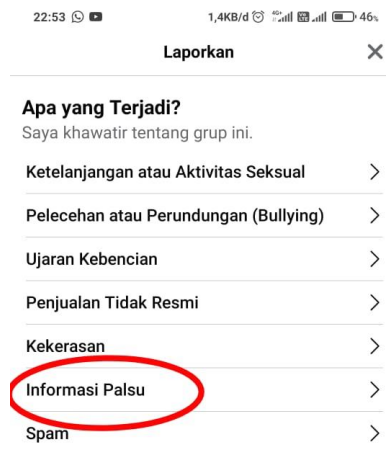 22:53 1,4KB/d 4G+ 46%
Laporkan
Apa yang Terjadi?
Saya khawatir tentang grup ini.
Ketelanjangan atau Aktivitas Seksual
Pelecehan atau Perundungan (Bullying)
Ujaran Kebencian
Penjualan Tidak Resmi
Kekerasan
Informasi Palsu
Spam